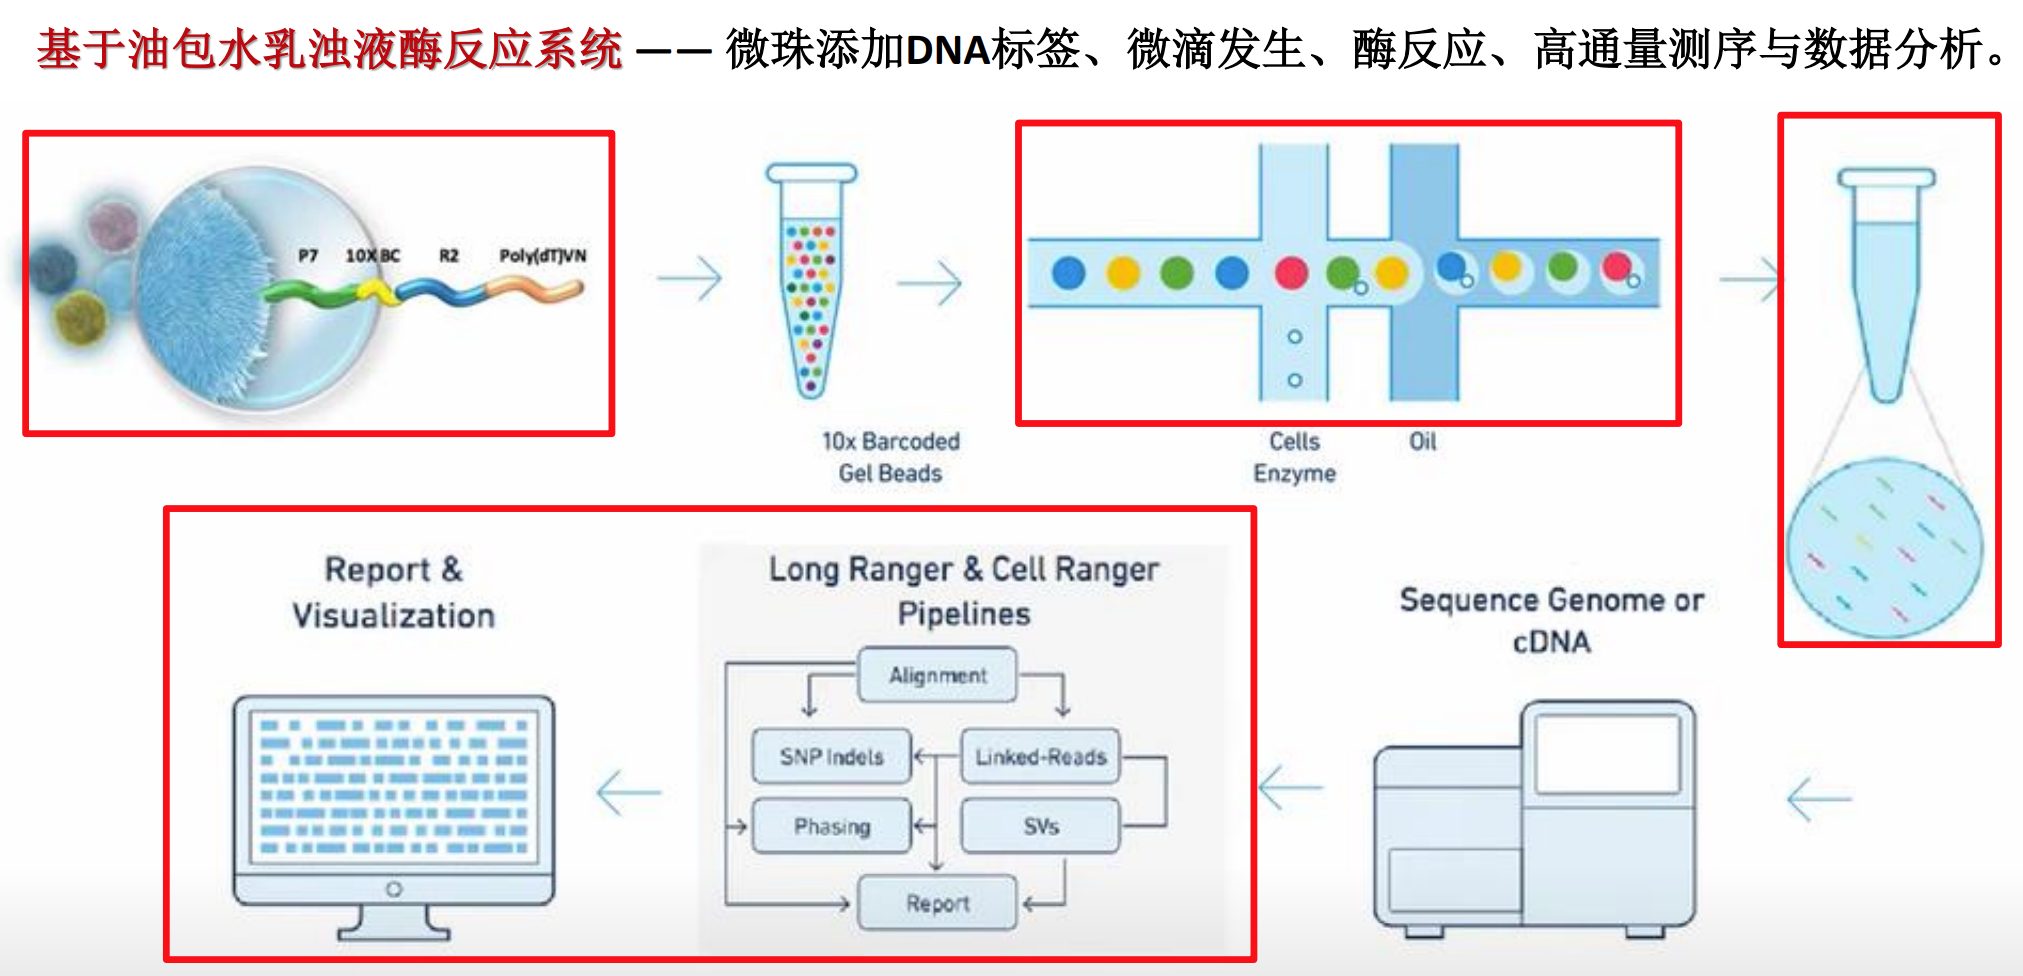 基于油包水乳浊液酶反应系统 —— 微珠添加DNA标签、微滴发生、酶反应、高通量测序与数据分析。
P7 10X BC R2 Poly(dT)VN
10x Barcoded
Gel Beads
Cells
Enzyme
Oil
Sequence Genome or
cDNA
Long Ranger & Cell Ranger
Pipelines
Alignment
SNP Indels
Linked-Reads
Phasing
SVs
Report
Report &
Visualization